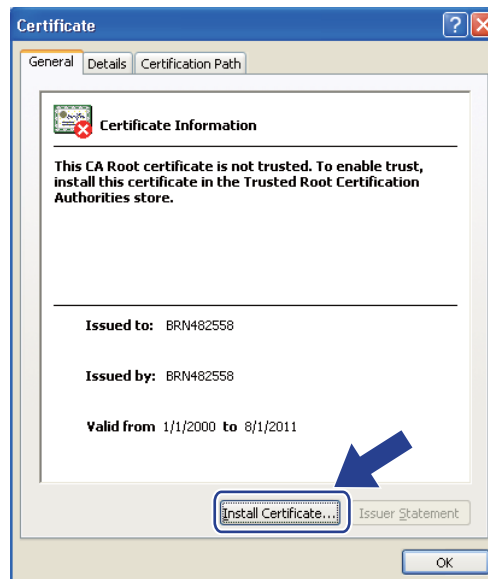 Certificate
General Details Certification Path
Certificate Information
This CA Root certificate is not trusted. To enable trust,
install this certificate in the Trusted Root Certification
Authorities store.
Issued to: BRN482558
Issued by: BRN482558
Valid from 1/1/2000 to 8/1/2011
Install Certificate... Issuer Statement
OK